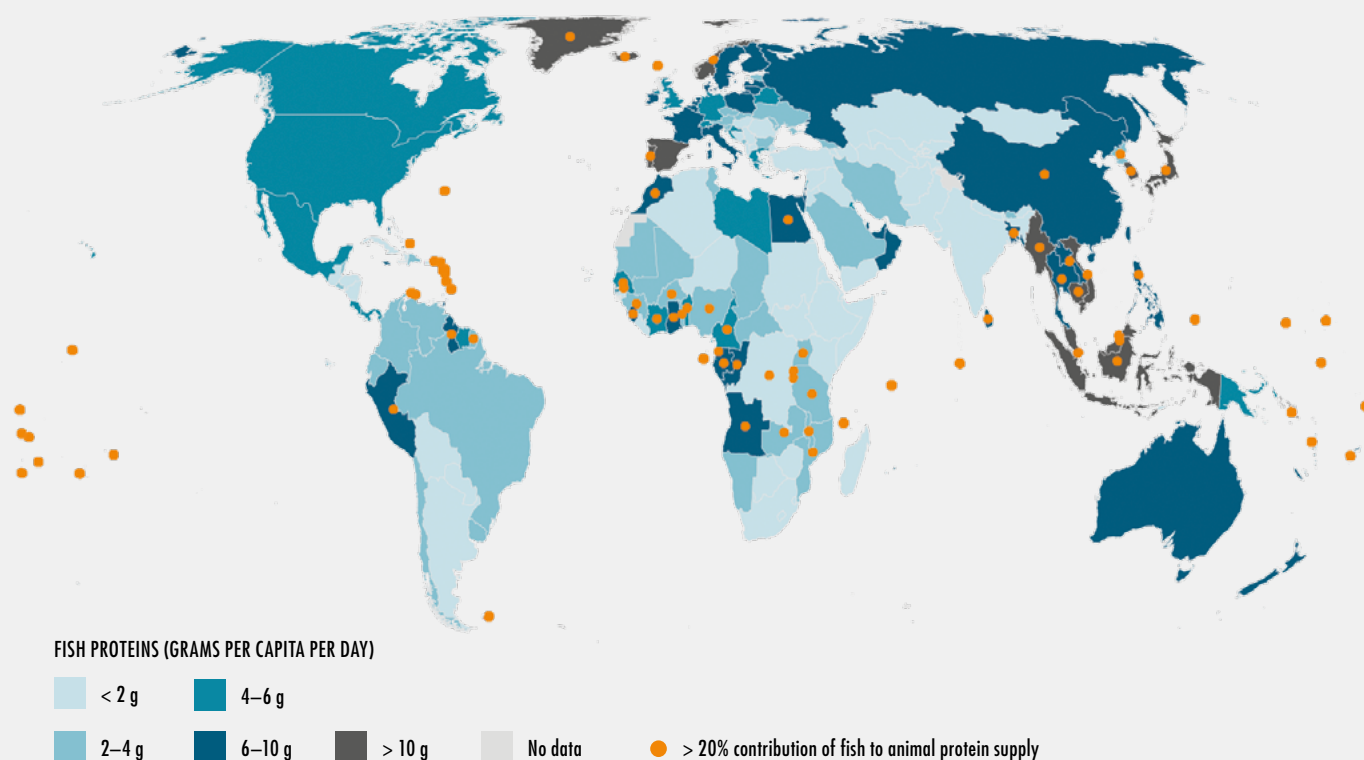 FISH PROTEINS (GRAMS PER CAPITA PER DAY)
< 2 g
4–6 g
2–4 g
6–10 g
> 10 g
No data
> 20% contribution of fish to animal protein supply